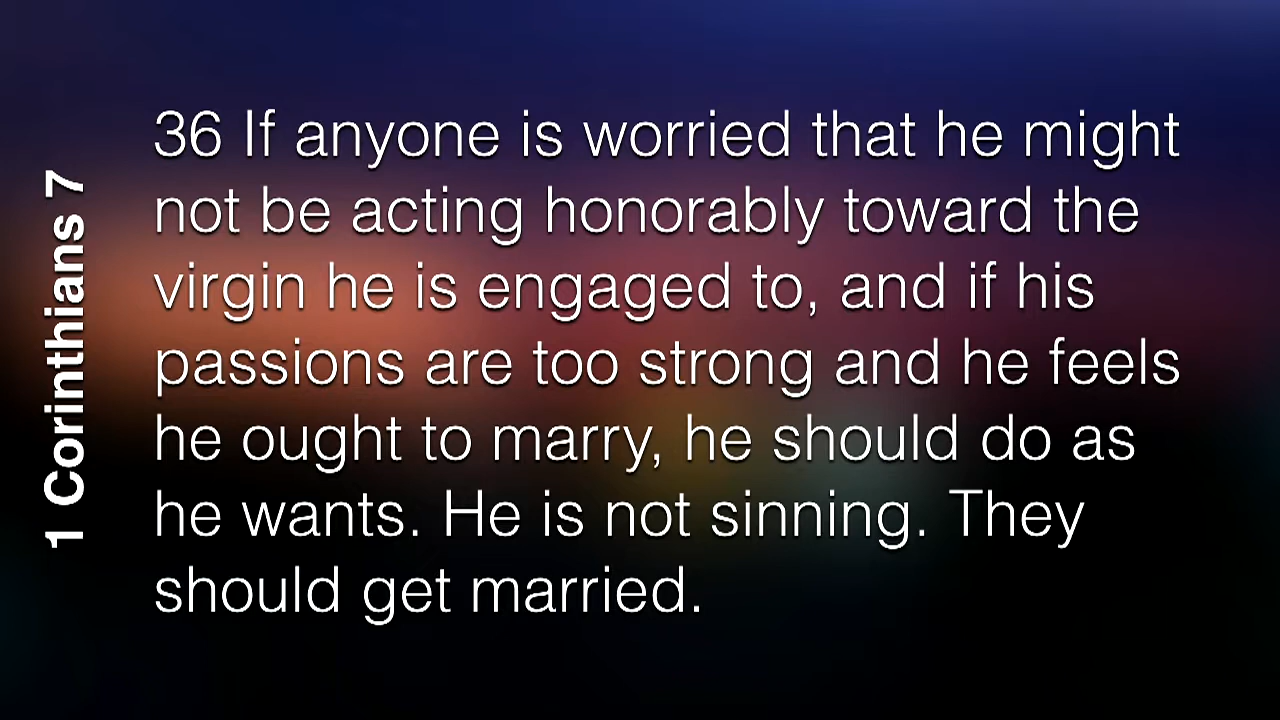 1 Corinthians 7
36 If anyone is worried that he might
not be acting honorably toward the
virgin he is engaged to, and if his
passions are too strong and he feels
he ought to marry, he should do as
he wants. He is not sinning. They
should get married.